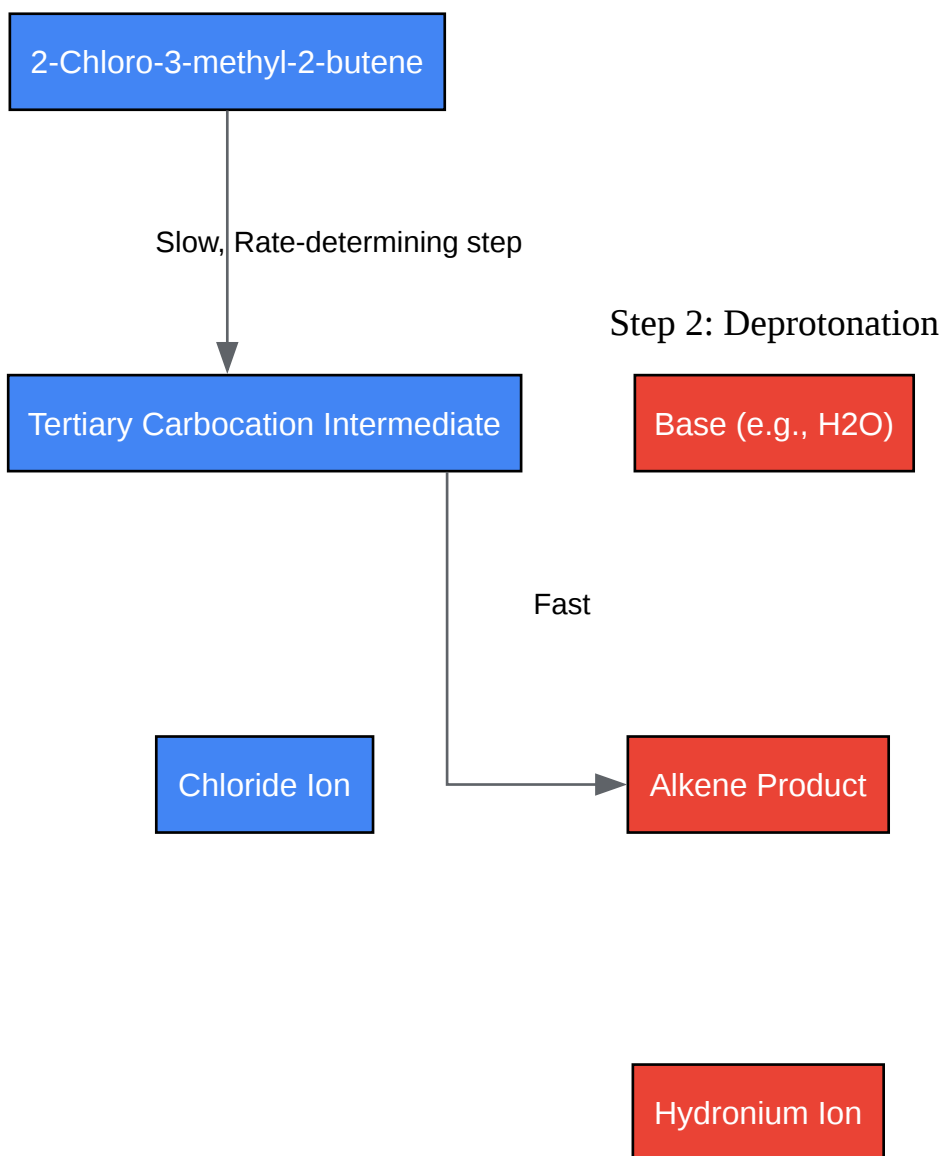 2-Chloro-3-methyl-2-butene
Slow, Rate-determining step
Step 2: Deprotonation
Tertiary Carbocation Intermediate
Base (e.g., H2O)
Fast
Chloride Ion
Alkene Product
Hydronium Ion